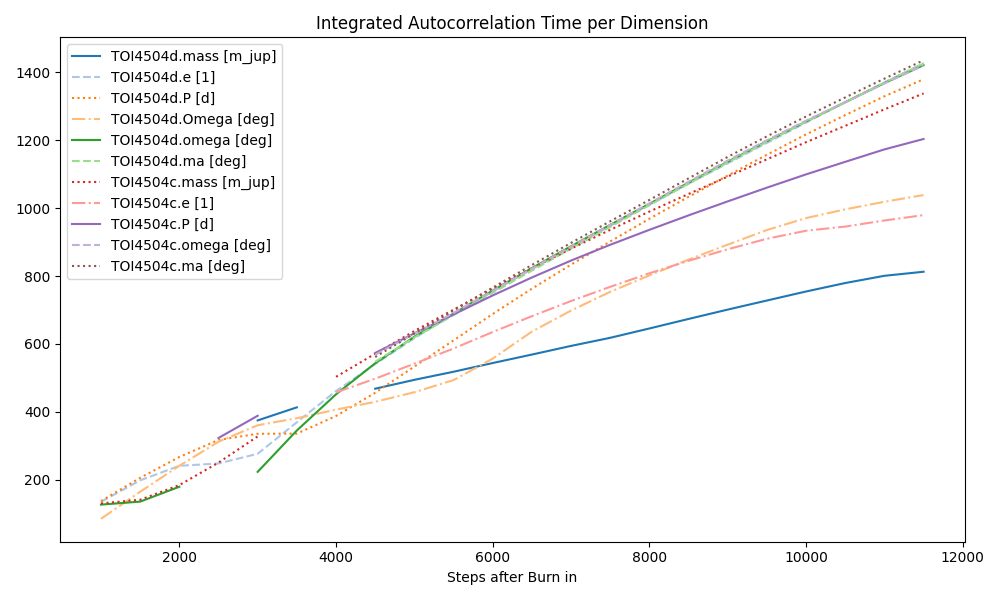 Integrated Autocorrelation Time per Dimension
TOI4504d.mass [m_jup]
TOI4504d.e [1]
TOI4504d.P [d]
TOI4504d.Omega [deg]
TOI4504d.omega [deg]
TOI4504d.ma [deg]
TOI4504c.mass [m_jup]
TOI4504c.e [1]
TOI4504c.P [d]
TOI4504c.omega [deg]
TOI4504c.ma [deg]
1400
1200
1000
800
600
400
200
2000 4000 6000 8000 10000 12000
Steps after Burn in